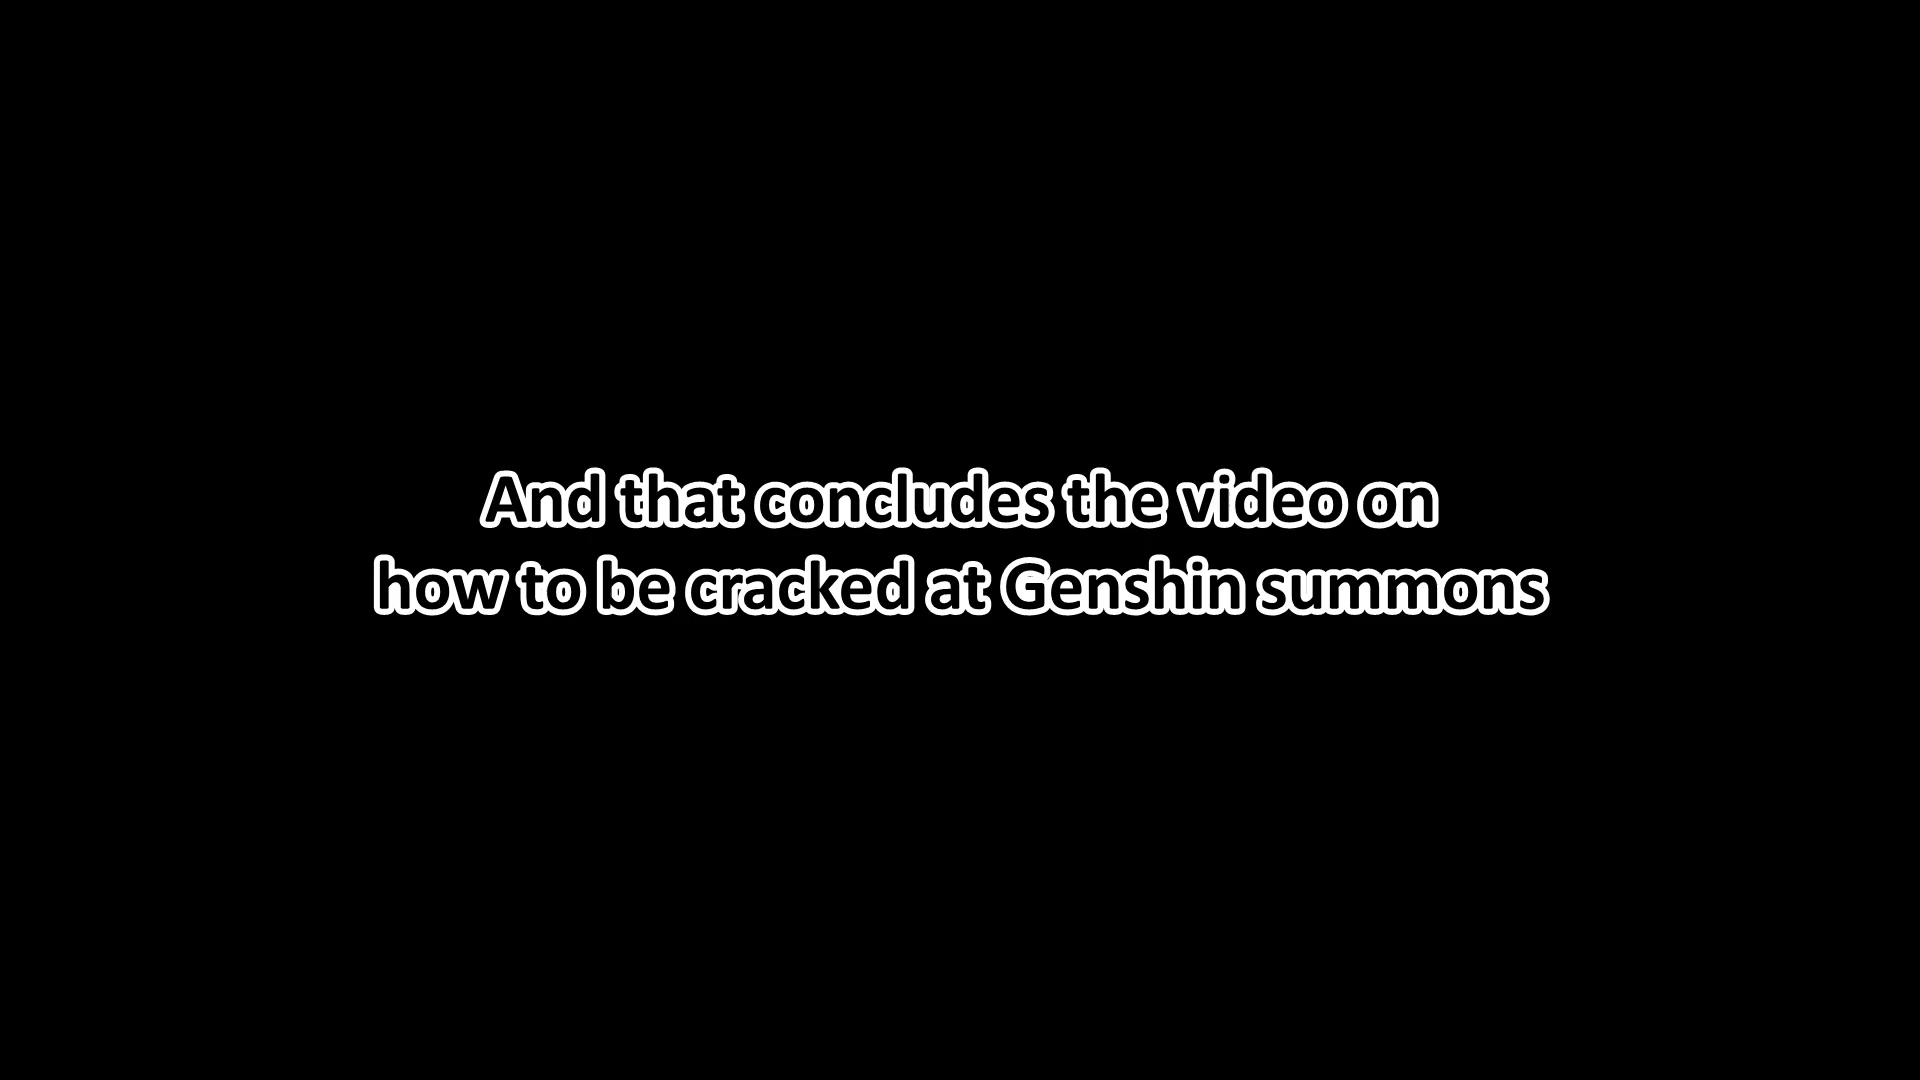 And that concludes the video on
how to be cracked at Genshin summons